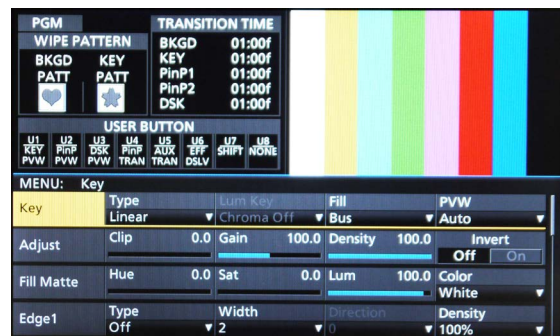 PGM
WIPE PATTERN
BKGD KEY
PATT PATT
TRANSITION TIME
BKGD 01:00f
KEY 01:00f
PinP1 01:00f
PinP2 01:00f
DSK 01:00f
USER BUTTON
U1 U2 U3 U4 U5 U6 U7 U8
KEY PinP DSK PinP AUX EFF SHIFT NONE
PVW PVW PVW TRAN TRAN DSLV
MENU: Key
Key Type Lum Key Fill PVW
Linear Chroma Off Bus Auto
Adjust Clip 0.0 Gain 100.0 Density 100.0 Invert
Off On
Fill Matte Hue 0.0 Sat 0.0 Lum 100.0 Color
White
Edge1 Type Width Direction Density
Off 2 0 100%